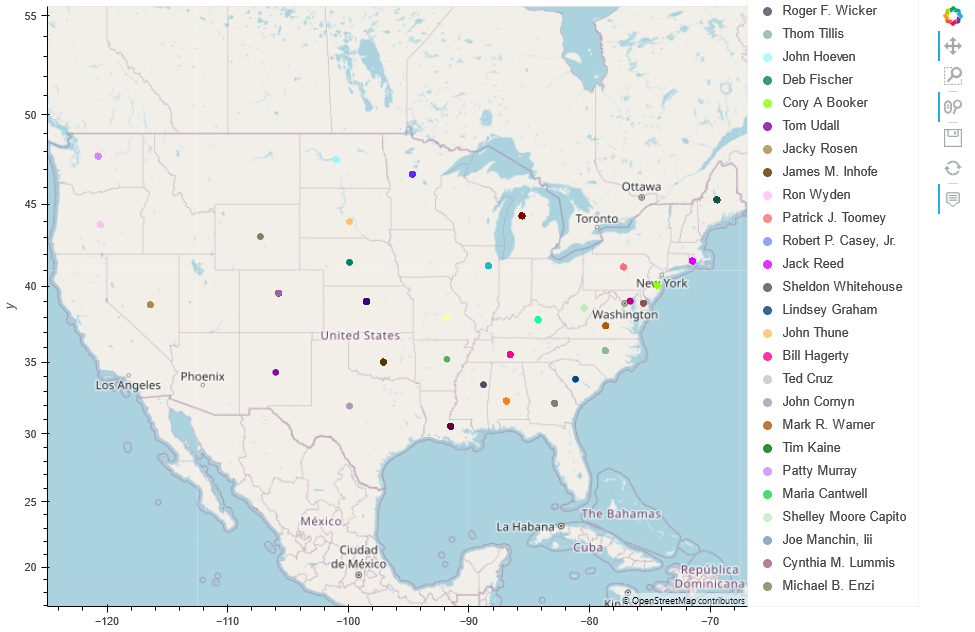 55
50
45
40
35
30
25
20
y
−120
−110
−100
−90
−80
−70
Ottawa
Toronto
New York
Washington
United States
Los Angeles
Phoenix
México
Ciudad
de México
La Habana
The Bahamas
Cuba
República
Dominicana
© OpenStreetMap contributors
Roger F. Wicker
Thom Tillis
John Hoeven
Deb Fischer
Cory A Booker
Tom Udall
Jacky Rosen
James M. Inhofe
Ron Wyden
Patrick J. Toomey
Robert P. Casey, Jr.
Jack Reed
Sheldon Whitehouse
Lindsey Graham
John Thune
Bill Hagerty
Ted Cruz
John Cornyn
Mark R. Warner
Tim Kaine
Patty Murray
Maria Cantwell
Shelley Moore Capito
Joe Manchin, Iii
Cynthia M. Lummis
Michael B. Enzi